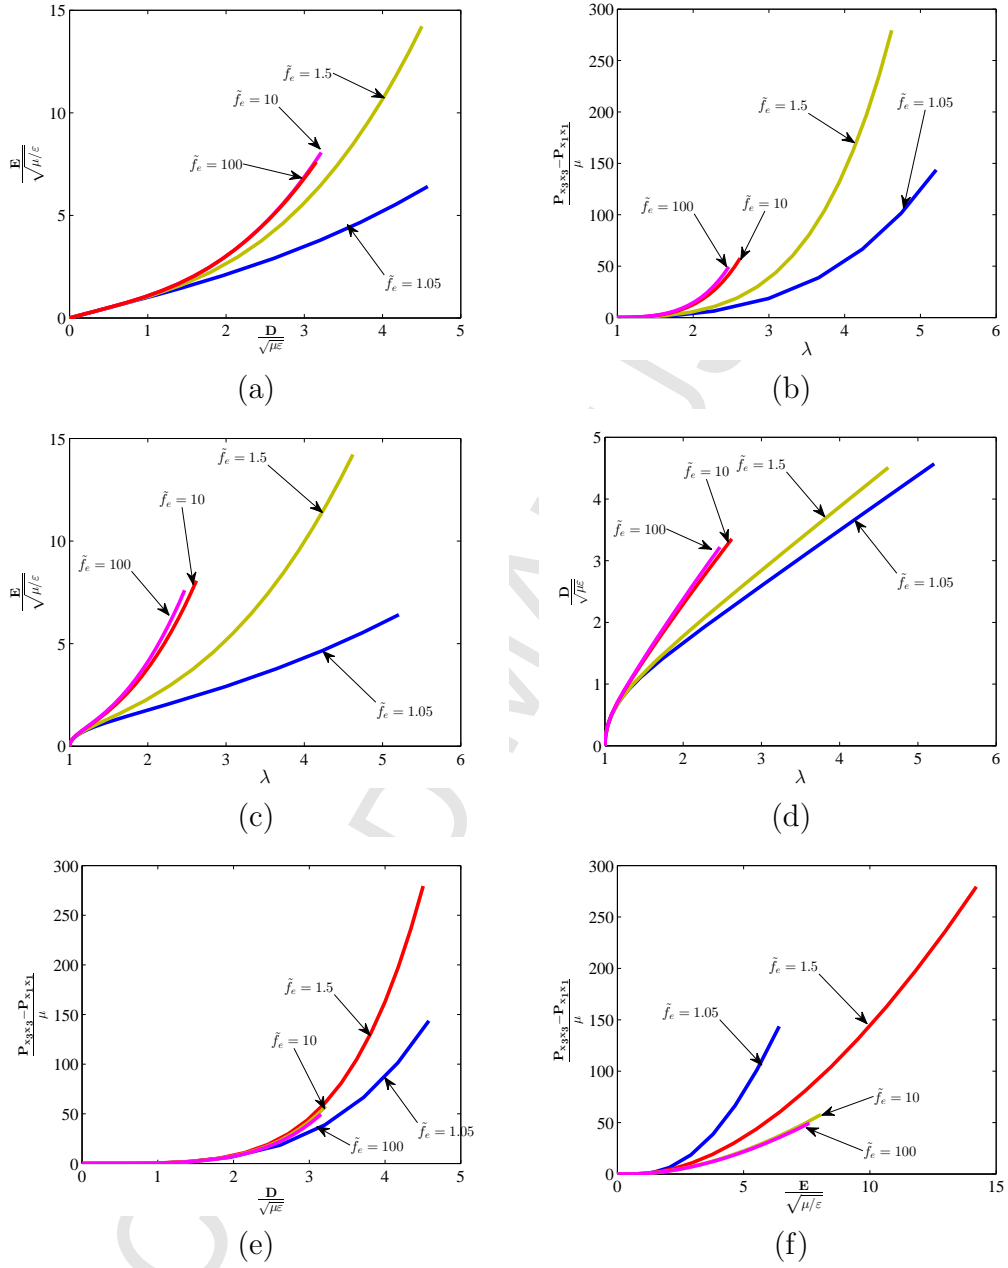 15
10
5
0
0
1
2
3
4
5
E
√μ/ε
D
√με
f̃e = 1.5
f̃e = 10
f̃e = 100
f̃e = 1.05
(a)
300
250
200
150
100
50
0
1
2
3
4
5
6
Px3x3−Px1x1
μ
λ
f̃e = 1.5
f̃e = 1.05
f̃e = 100
f̃e = 10
(b)
15
10
5
0
1
2
3
4
5
6
E
√μ/ε
λ
f̃e = 1.5
f̃e = 10
f̃e = 100
f̃e = 1.05
(c)
5
4
3
2
1
0
1
2
3
4
5
6
D
√με
λ
f̃e = 10
f̃e = 1.5
f̃e = 100
f̃e = 1.05
(d)
300
250
200
150
100
50
0
0
1
2
3
4
5
Px3x3−Px1x1
μ
D
√με
f̃e = 1.5
f̃e = 10
f̃e = 1.05
f̃e = 100
(e)
300
250
200
150
100
50
0
0
5
10
15
Px3x3−Px1x1
μ
E
√μ/ε
f̃e = 1.5
f̃e = 1.05
f̃e = 10
f̃e = 100
(f)